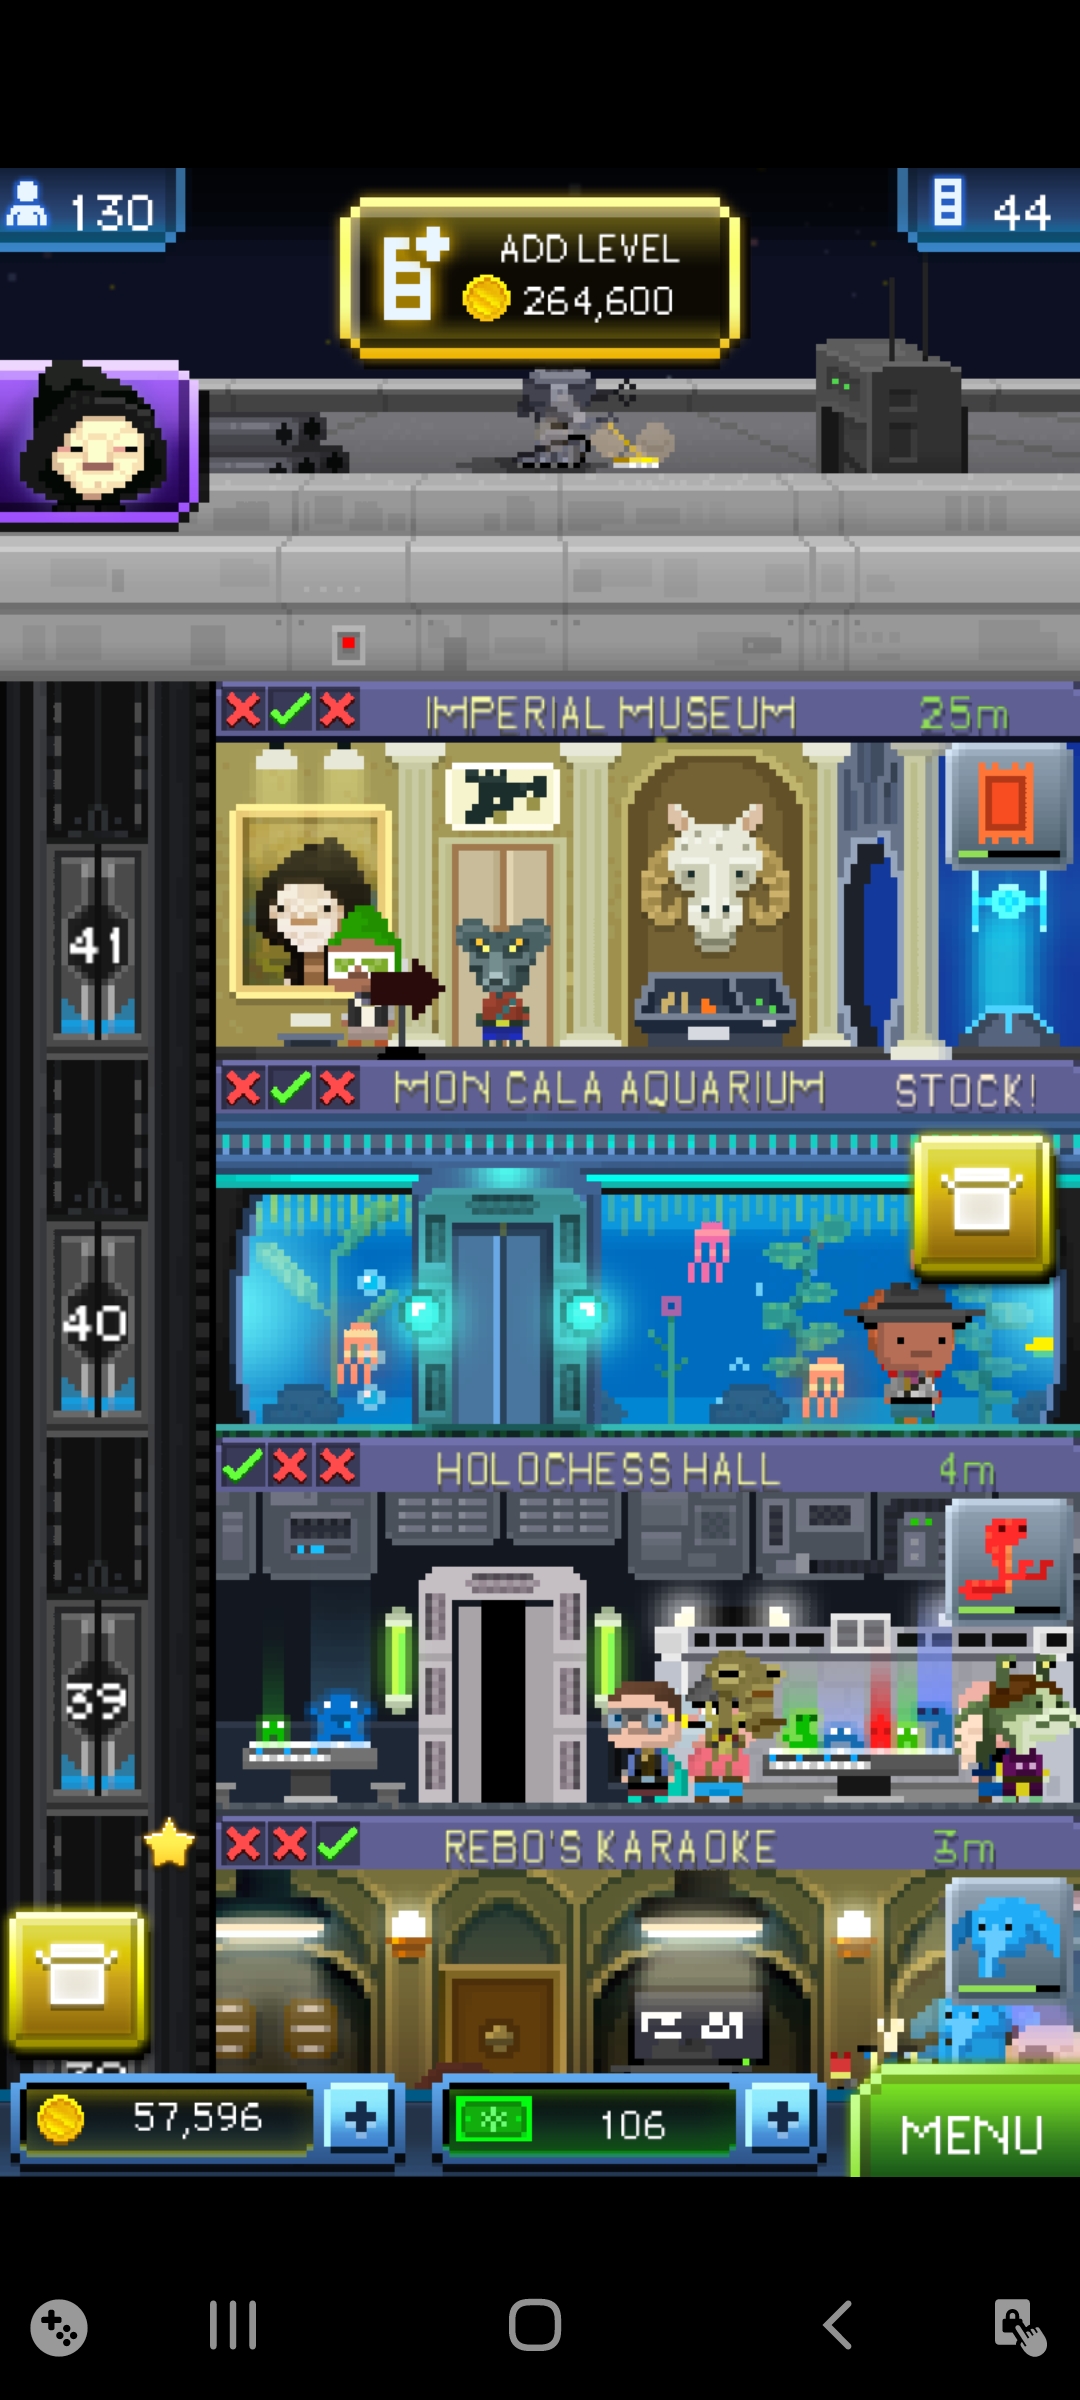 130
ADD LEVEL
264,600
44
IMPERIAL MUSEUM 25m
41
MON CALA AQUARIUM STOCK!
40
HOLOCHESS HALL 4m
39
REBO'S KARAOKE 3m
57,596
106
MENU